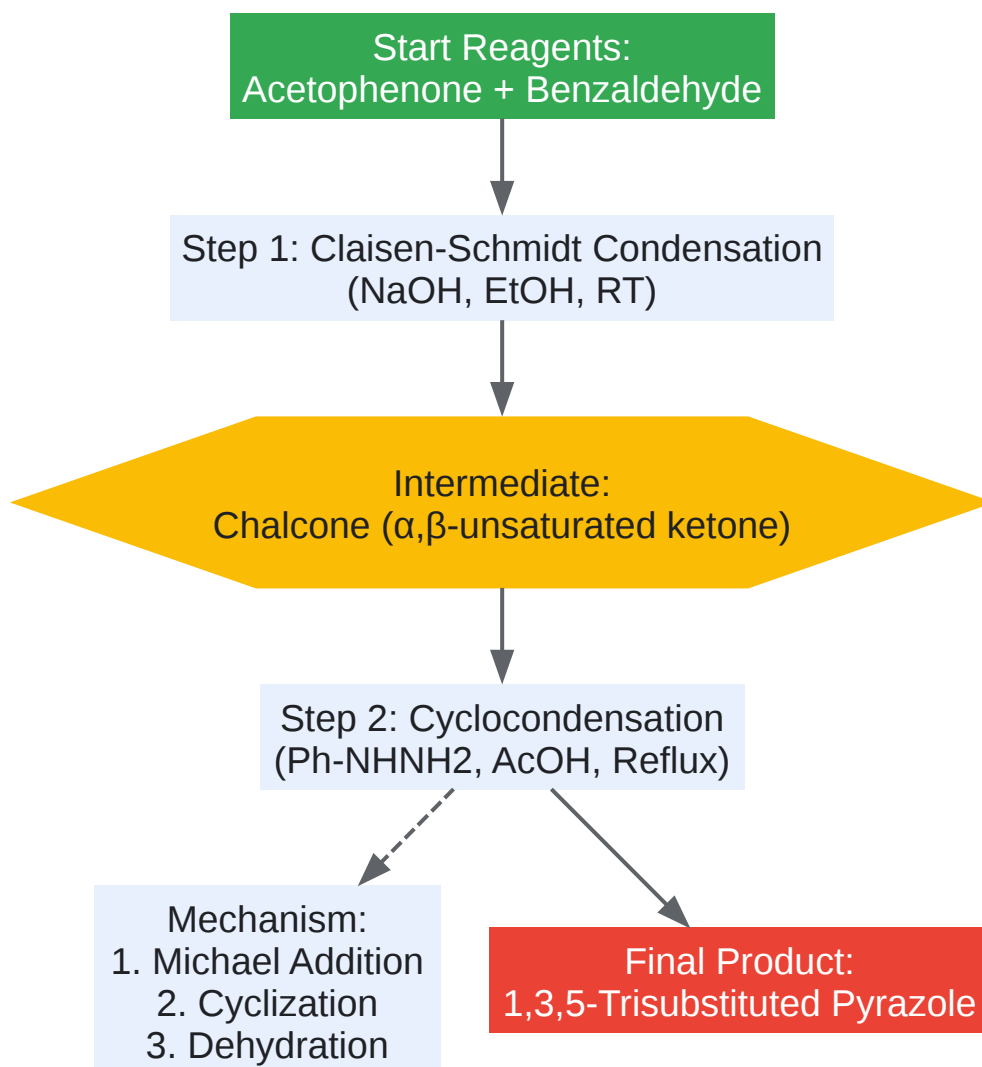 Start Reagents:
Acetophenone + Benzaldehyde
Step 1: Claisen-Schmidt Condensation
(NaOH, EtOH, RT)
Intermediate:
Chalcone (α,β-unsaturated ketone)
Step 2: Cyclocondensation
(Ph-NHNH2, AcOH, Reflux)
Mechanism:
1. Michael Addition
2. Cyclization
3. Dehydration
Final Product:
1,3,5-Trisubstituted Pyrazole